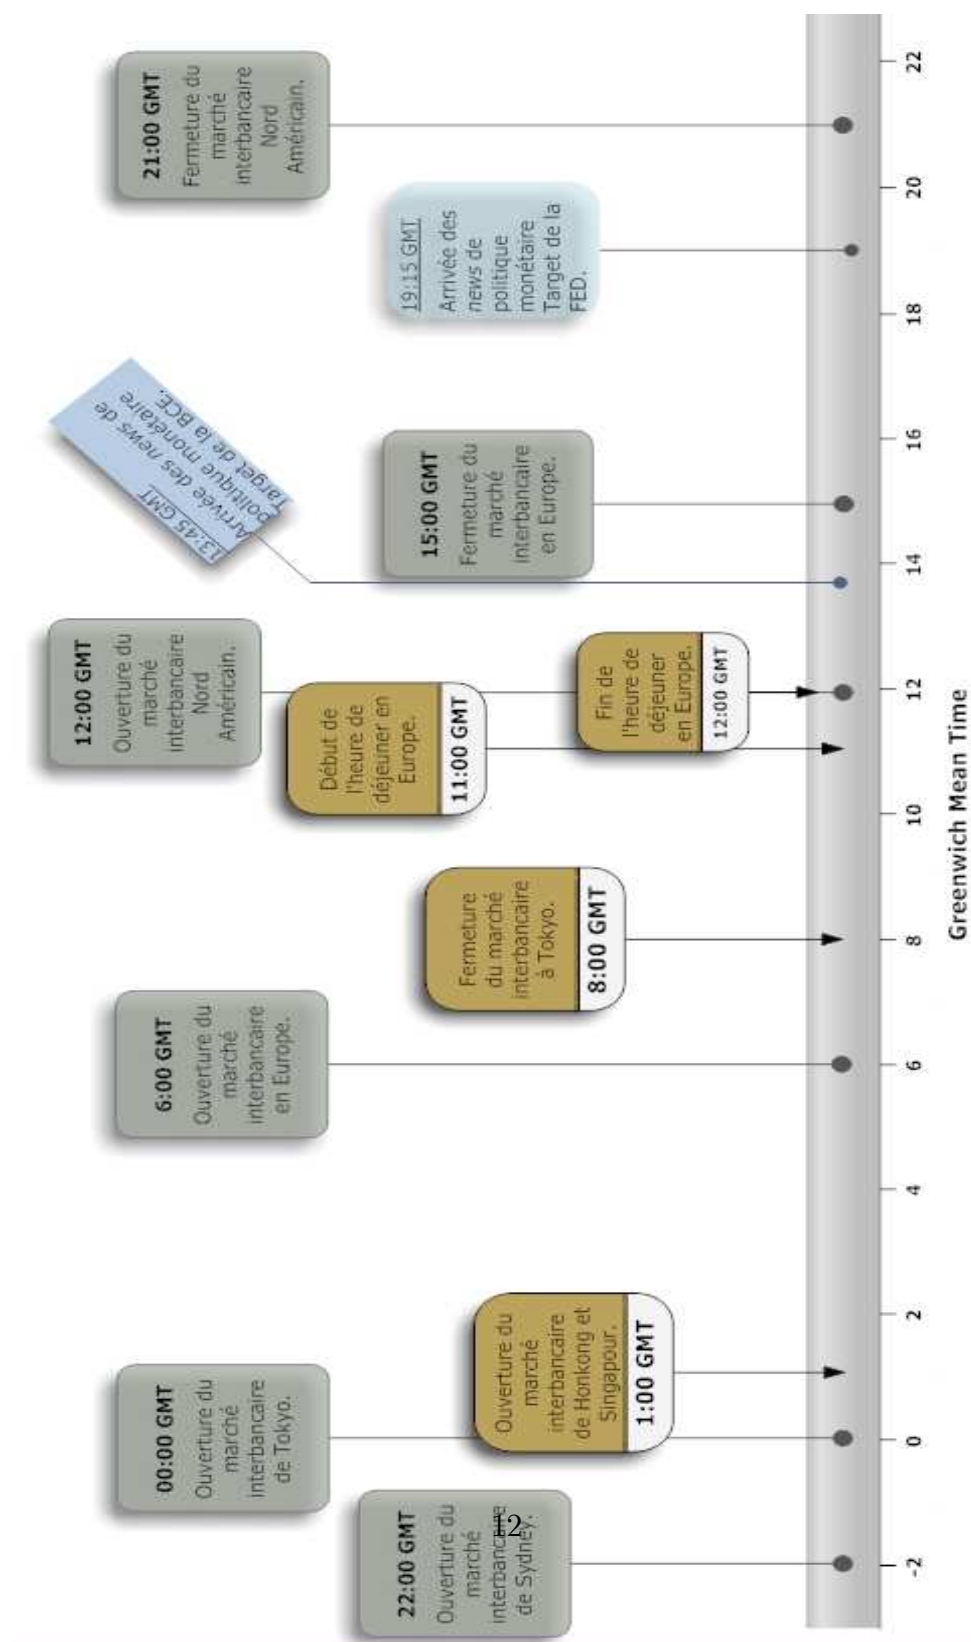 22:00 GMT
Ouverture du
marché
interbancaire
de Sydney.
00:00 GMT
Ouverture du
marché
interbancaire
de Tokyo.
Ouverture du
marché
interbancaire
de Honkong et
Singapour.
1:00 GMT
6:00 GMT
Ouverture du
marché
interbancaire
en Europe.
Fermeture
du marché
interbancaire
à Tokyo.
8:00 GMT
Début de
l'heure de
déjeuner en
Europe.
11:00 GMT
12:00 GMT
Ouverture du
marché
interbancaire
Nord
Américain.
Fin de
l'heure de
déjeuner
en Europe.
12:00 GMT
13:45 GMT
Arrivée des news de
politique monétaire
Target de la BCE.
15:00 GMT
Fermeture du
marché
interbancaire
en Europe.
19:15 GMT
Arrivée des
news de
politique
monétaire
Target de la
FED.
21:00 GMT
Fermeture du
marché
interbancaire
Nord
Américain.
-2 0 2 4 6 8 10 12 14 16 18 20 22
Greenwich Mean Time
12